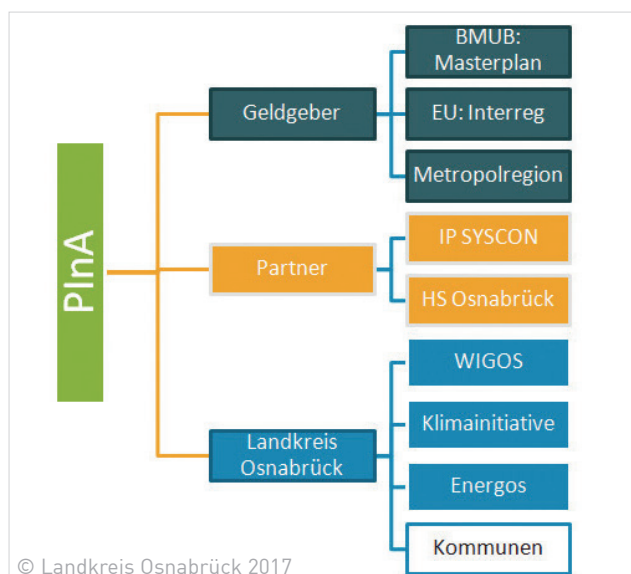 PInA
Geldgeber
BMUB:
Masterplan
EU: Interreg
Metropolregion
Partner
IP SYSCON
HS Osnabrück
Landkreis
Osnabrück
WIGOS
Klimainitiative
Energos
Kommunen
© Landkreis Osnabrück 2017